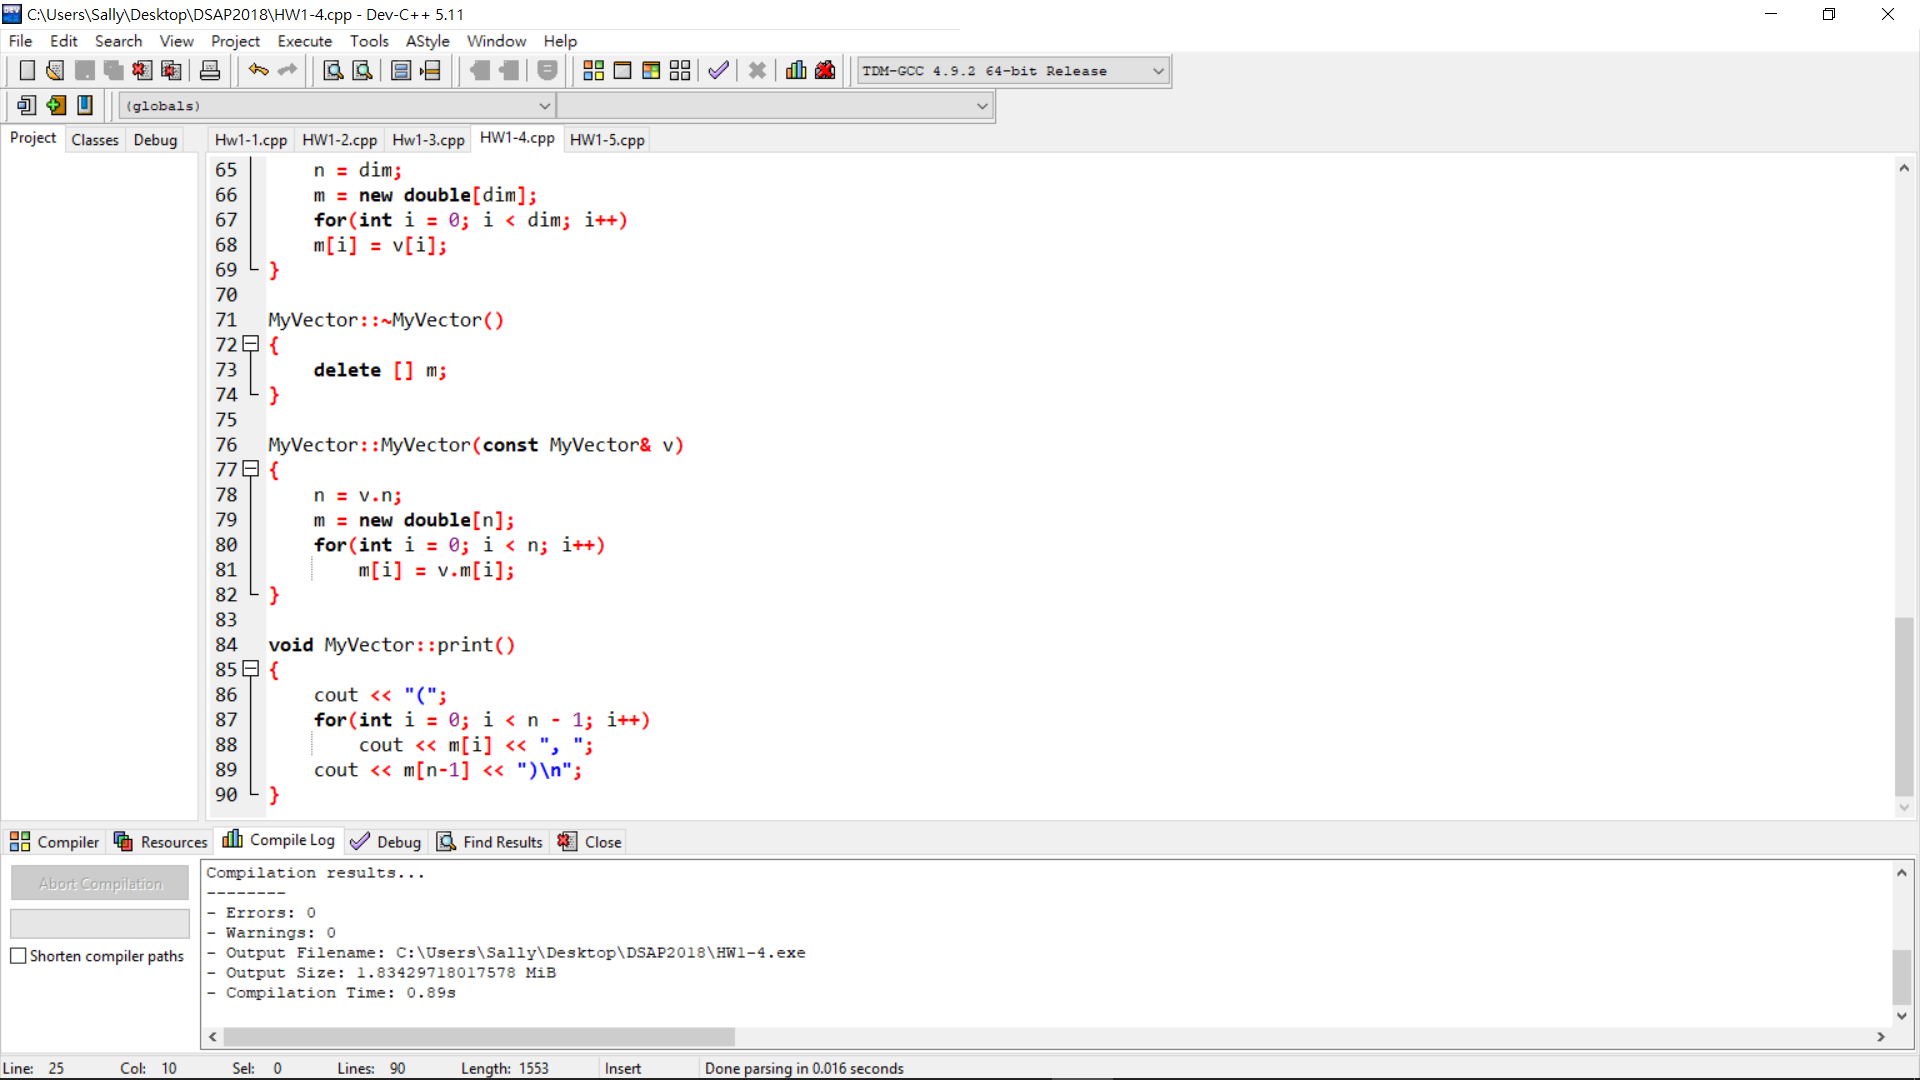 C:\Users\Sally\Desktop\DSAP2018\HW1-4.cpp - Dev-C++ 5.11
File Edit Search View Project Execute Tools AStyle Window Help
TDM-GCC 4.9.2 64-bit Release
(globals)
Project Classes Debug Hw1-1.cpp HW1-2.cpp Hw1-3.cpp HW1-4.cpp HW1-5.cpp
65 n = dim;
66 m = new double[dim];
67 for(int i = 0; i < dim; i++)
68 m[i] = v[i];
69 }
70
71 MyVector::~MyVector()
72 {
73 delete [] m;
74 }
75
76 MyVector::MyVector(const MyVector& v)
77 {
78 n = v.n;
79 m = new double[n];
80 for(int i = 0; i < n; i++)
81 m[i] = v.m[i];
82 }
83
84 void MyVector::print()
85 {
86 cout << "(";
87 for(int i = 0; i < n - 1; i++)
88 cout << m[i] << ", ";
89 cout << m[n-1] << ")\n";
90 }
Compiler Resources Compile Log Debug Find Results Close
Abort Compilation
Shorten compiler paths
Compilation results...
--------
- Errors: 0
- Warnings: 0
- Output Filename: C:\Users\Sally\Desktop\DSAP2018\HW1-4.exe
- Output Size: 1.83429718017578 MiB
- Compilation Time: 0.89s
Line: 25 Col: 10 Sel: 0 Lines: 90 Length: 1553 Insert Done parsing in 0.016 seconds